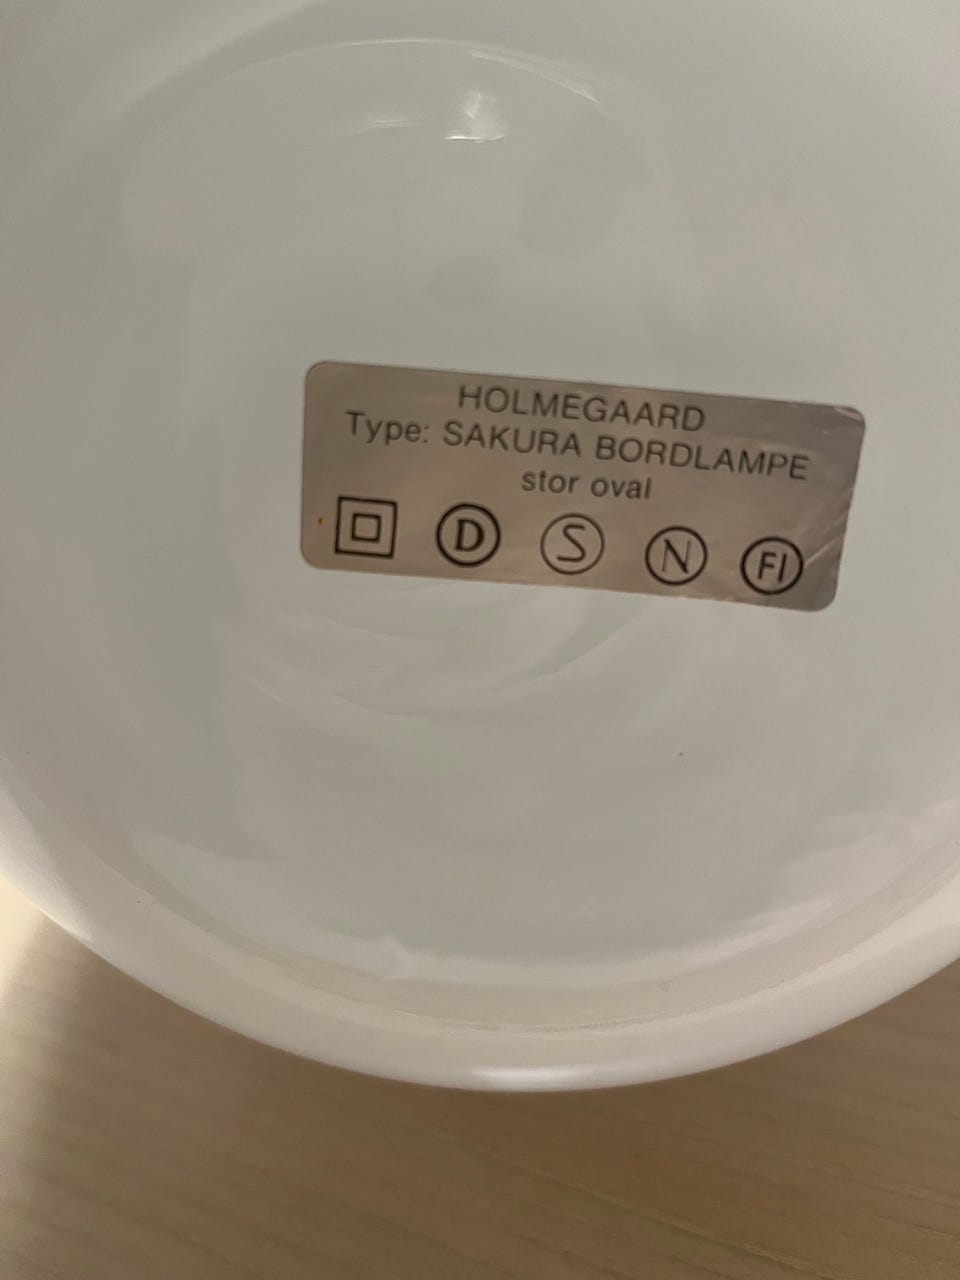 HOLMEGAARD
Type: SAKURA BORDLAMPE
stor oval
D S N FI